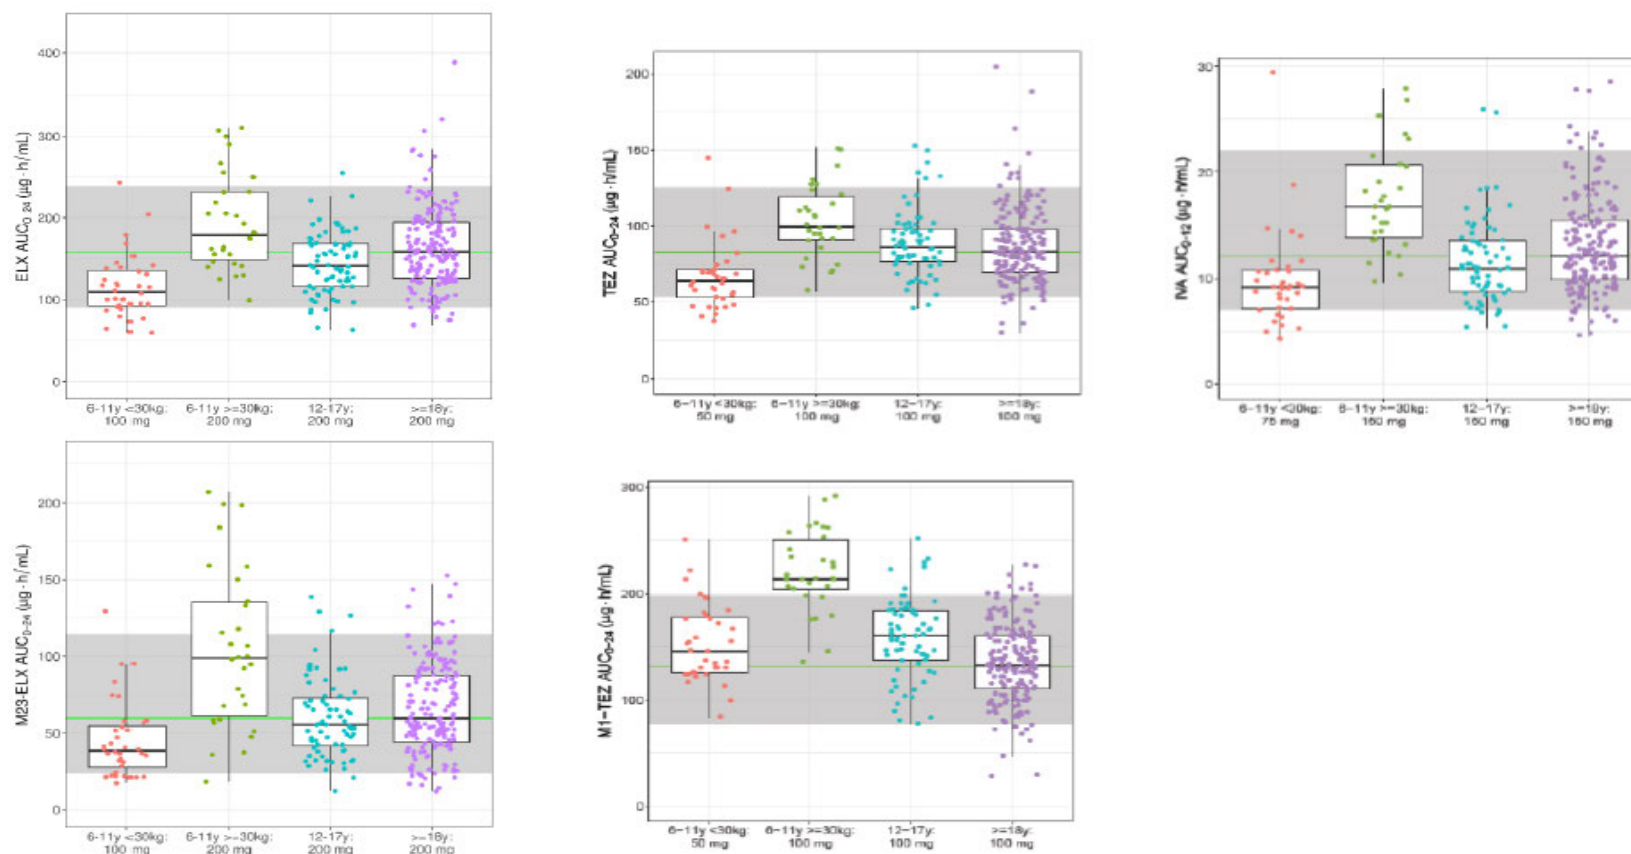 ELX AUC0-24 (µg·h/mL)
400
300
200
100
0
6-11y <30kg: 6-11y >=30kg: 12-17y: >=18y:
100 mg 200 mg 200 mg 200 mg
TEZ AUC0-24 (µg·h/mL)
200
150
100
50
0
6-11y <30kg: 6-11y >=30kg: 12-17y: >=18y:
50 mg 100 mg 100 mg 100 mg
IVA AUC0-12 (µg·h/mL)
30
20
10
0
6-11y <30kg: 6-11y >=30kg: 12-17y: >=18y:
75 mg 150 mg 150 mg 150 mg
M23-ELX AUC0-24 (µg·h/mL)
200
150
100
50
0
6-11y <30kg: 6-11y >=30kg: 12-17y: >=18y:
100 mg 200 mg 200 mg 200 mg
M1-TEZ AUC0-24 (µg·h/mL)
300
200
100
0
6-11y <30kg: 6-11y >=30kg: 12-17y: >=18y:
50 mg 100 mg 100 mg 100 mg